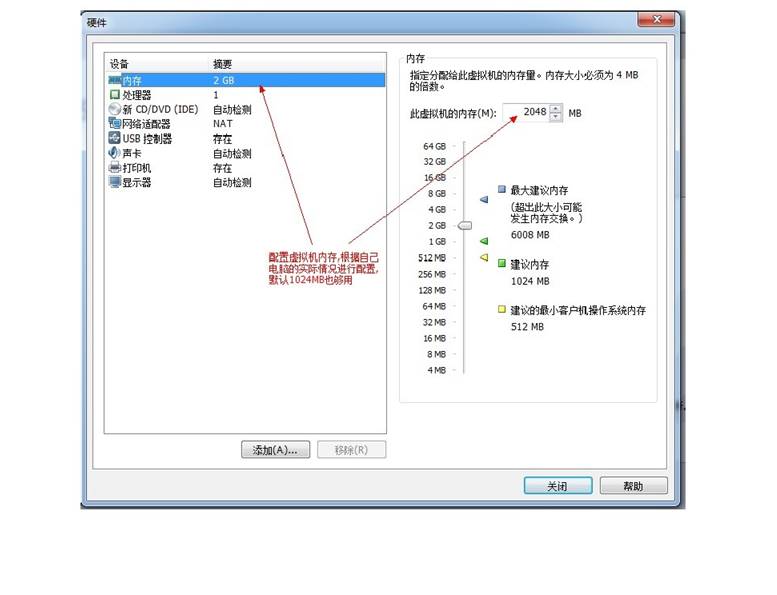 硬件
设备 摘要
内存 2 GB
处理器 1
新 CD/DVD (IDE) 自动检测
网络适配器 NAT
USB 控制器 存在
声卡 自动检测
打印机 存在
显示器 自动检测
配置虚拟机内存,根据自己
电脑的实际情况进行配置,
默认1024MB也够用
添加(A)... 移除(R)
内存
指定分配给此虚拟机的内存量。内存大小必须为 4 MB
的倍数。
此虚拟机的内存(M): 2048 MB
64 GB
32 GB
16 GB
8 GB
4 GB
2 GB
1 GB
512 MB
256 MB
128 MB
64 MB
32 MB
16 MB
8 MB
4 MB
最大建议内存
(超出此大小可能
发生内存交换。)
6008 MB
建议内存
1024 MB
建议的最小客户机操作系统内存
512 MB
关闭 帮助